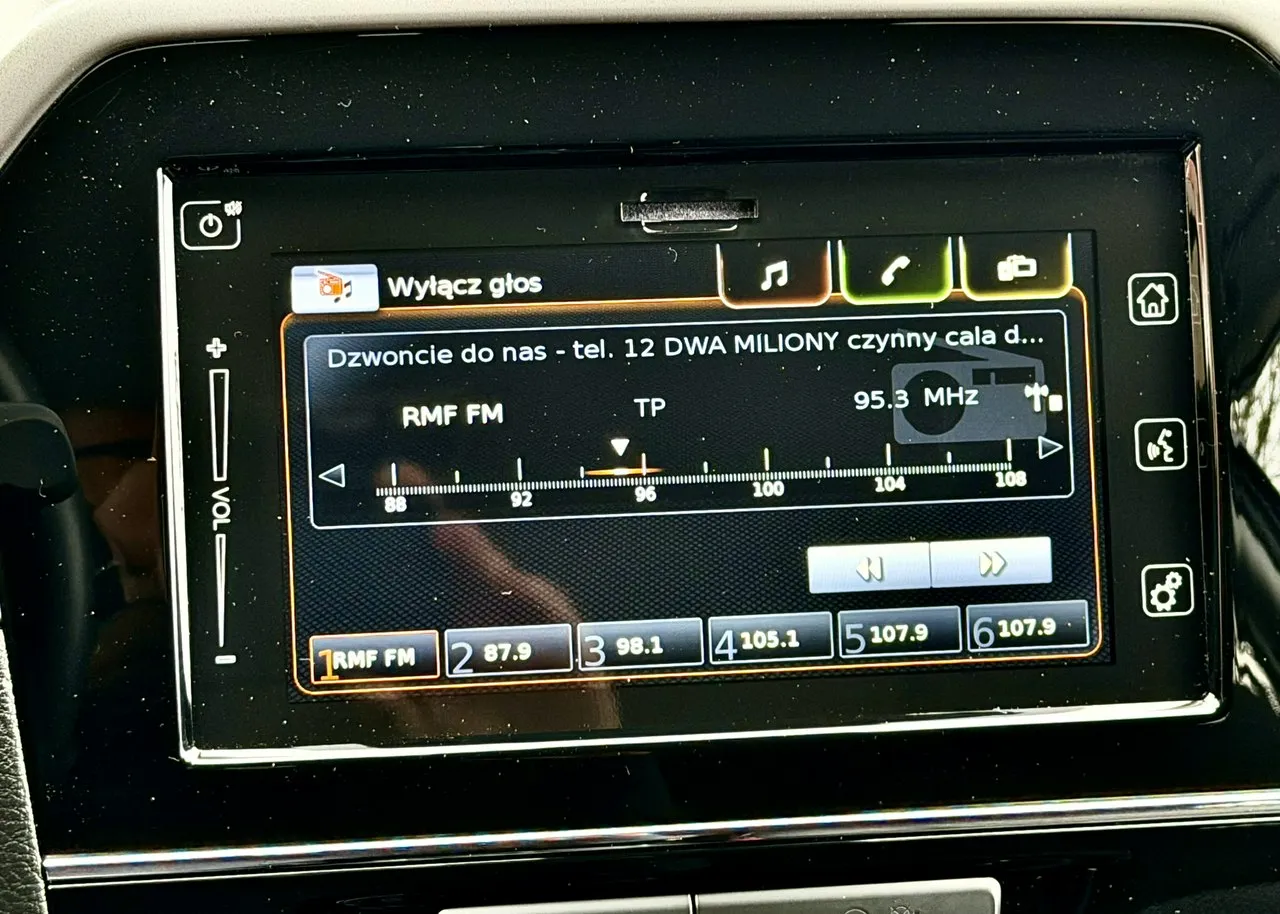 Wyłącz głos
Dzwoncie do nas - tel. 12 DWA MILIONY czynny cala d...
RMF FM TP 95.3 MHz
88 92 96 100 104 108
+
VOL
-
1 RMF FM 2 87.9 3 98.1 4 105.1 5 107.9 6 107.9